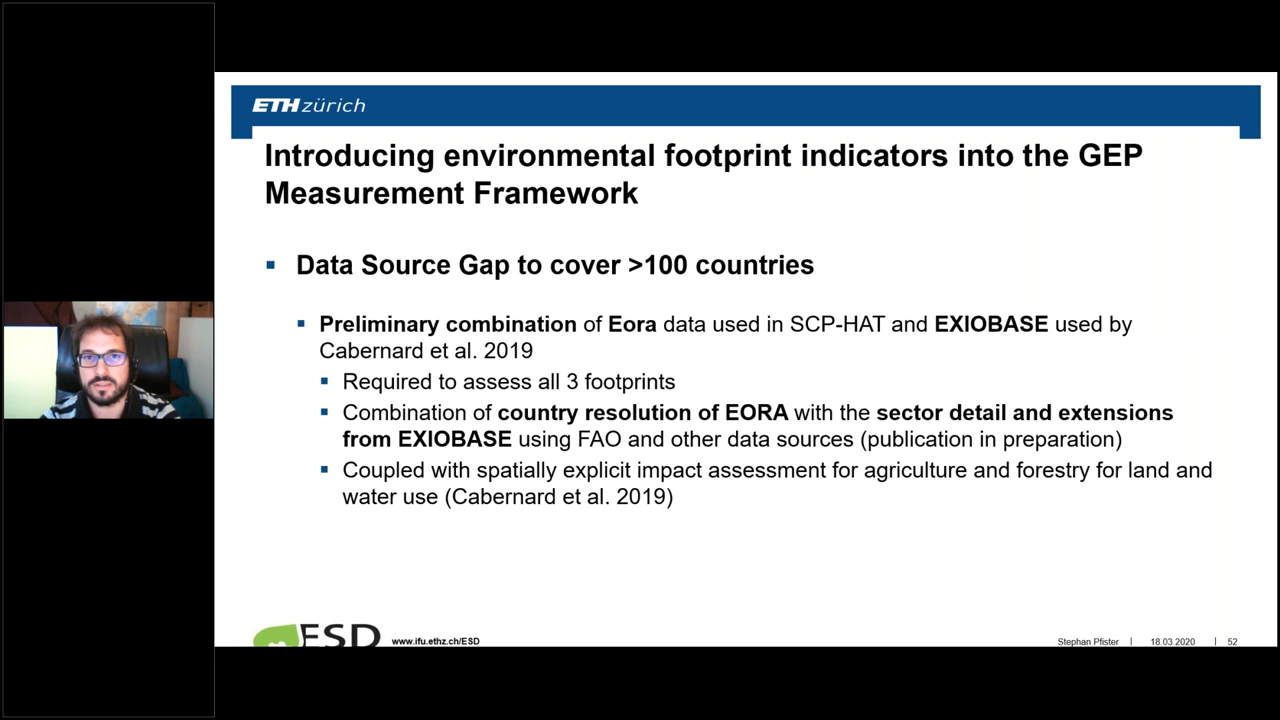 ETH zürich
Introducing environmental footprint indicators into the GEP
Measurement Framework
Data Source Gap to cover >100 countries
Preliminary combination of Eora data used in SCP-HAT and EXIOBASE used by
Cabernard et al. 2019
Required to assess all 3 footprints
Combination of country resolution of EORA with the sector detail and extensions
from EXIOBASE using FAO and other data sources (publication in preparation)
Coupled with spatially explicit impact assessment for agriculture and forestry for land and
water use (Cabernard et al. 2019)
ESD www.ifu.ethz.ch/ESD Stephan Pfister | 18.03.2020 | 52